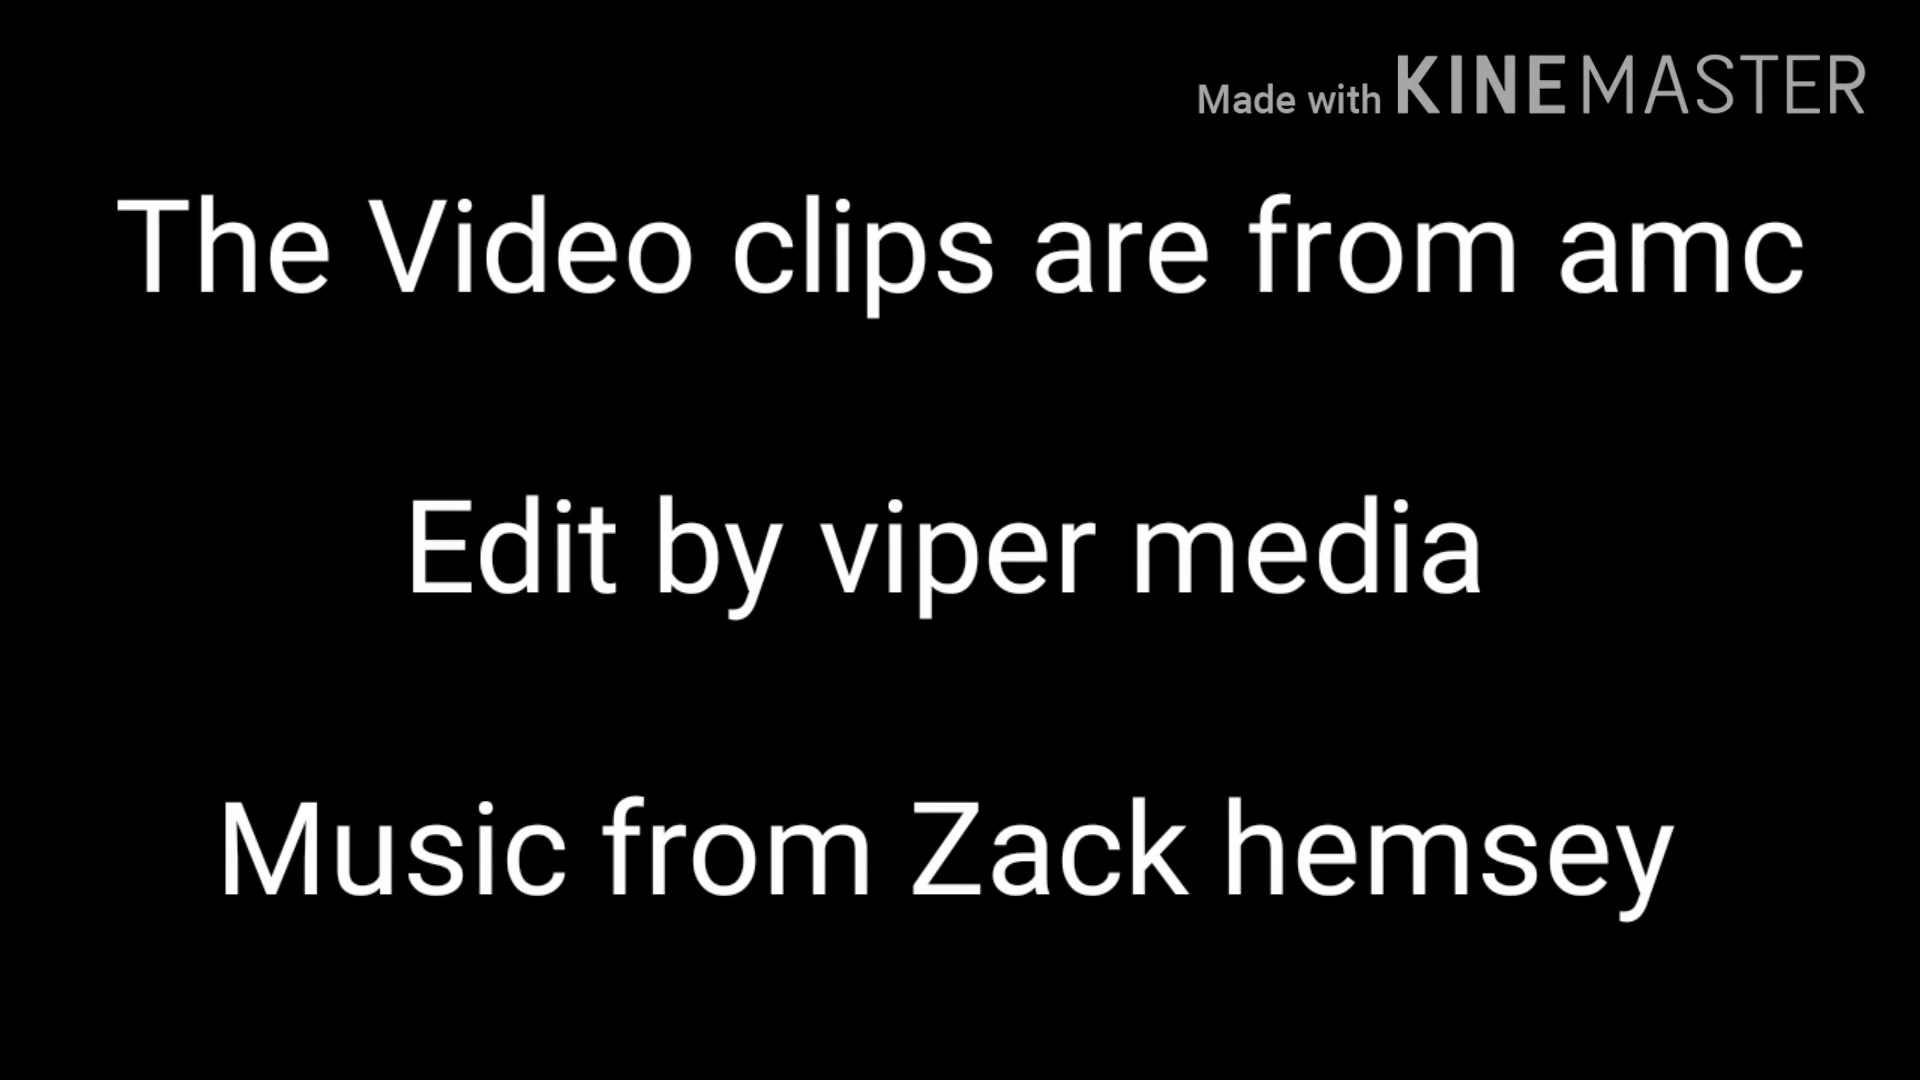 Made with KINEMASTER
The Video clips are from amc
Edit by viper media
Music from Zack hemsey